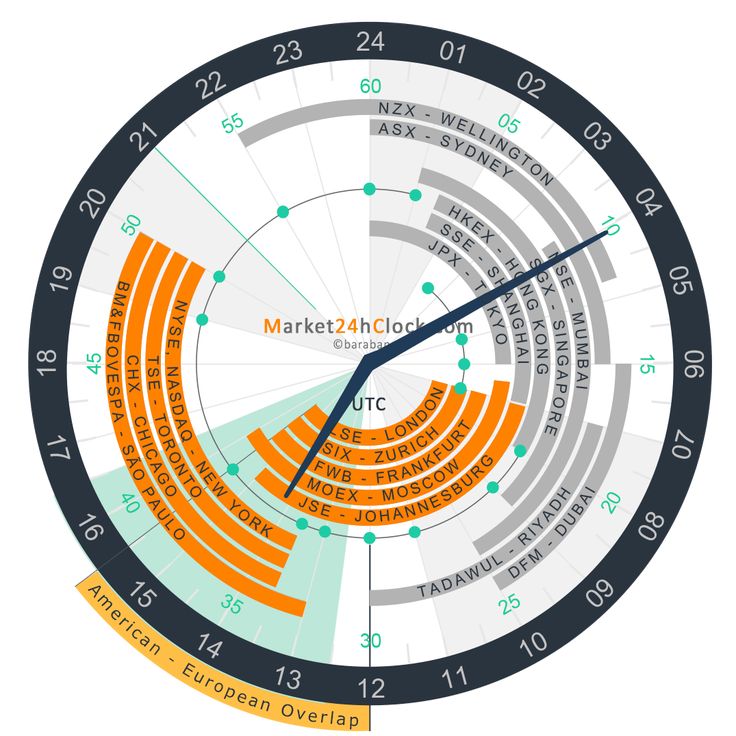 24
01
02
03
04
05
06
07
08
09
10
11
12
13
14
15
16
17
18
19
20
21
22
23
60
05
10
15
20
25
30
35
40
45
50
55
NZX - WELLINGTON
ASX - SYDNEY
NSE - MUMBAI
SGX - SINGAPORE
HKEX - HONG KONG
SSE - SHANGHAI
JPX - TOKYO
Market24hClock.com
©baraban
UTC
LSE - LONDON
SIX - ZURICH
FWB - FRANKFURT
MOEX - MOSCOW
JSE - JOHANNESBURG
NYSE, NASDAQ - NEW YORK
TSE - TORONTO
CHX - CHICAGO
BM&FBOVESPA - SAO PAULO
TADAWUL - RIYADH
DFM - DUBAI
American - European Overlap